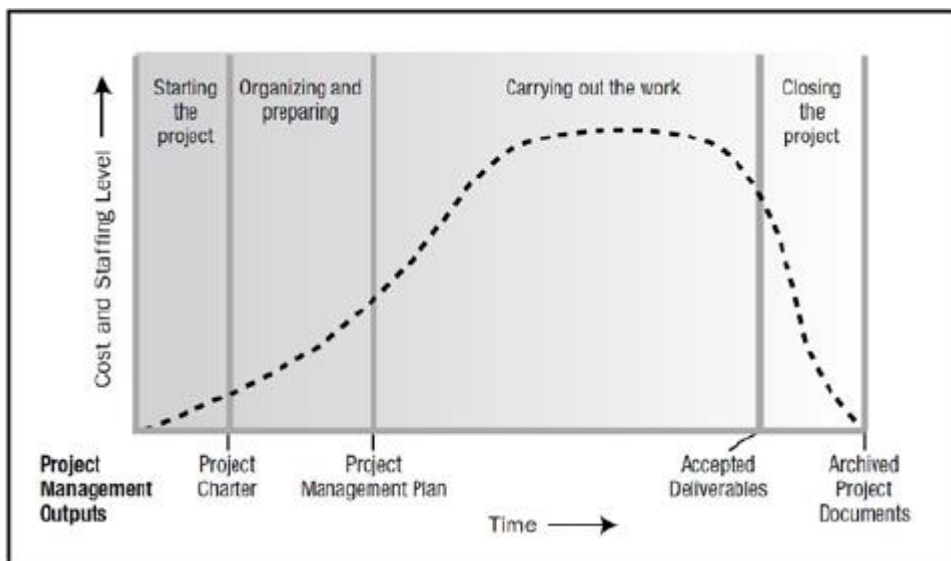 Starting
the
project
Organizing and
preparing
Carrying out the work
Closing
the
project
Cost and Staffing Level
Project
Management
Outputs
Project
Charter
Project
Management Plan
Accepted
Deliverables
Archived
Project
Documents
Time